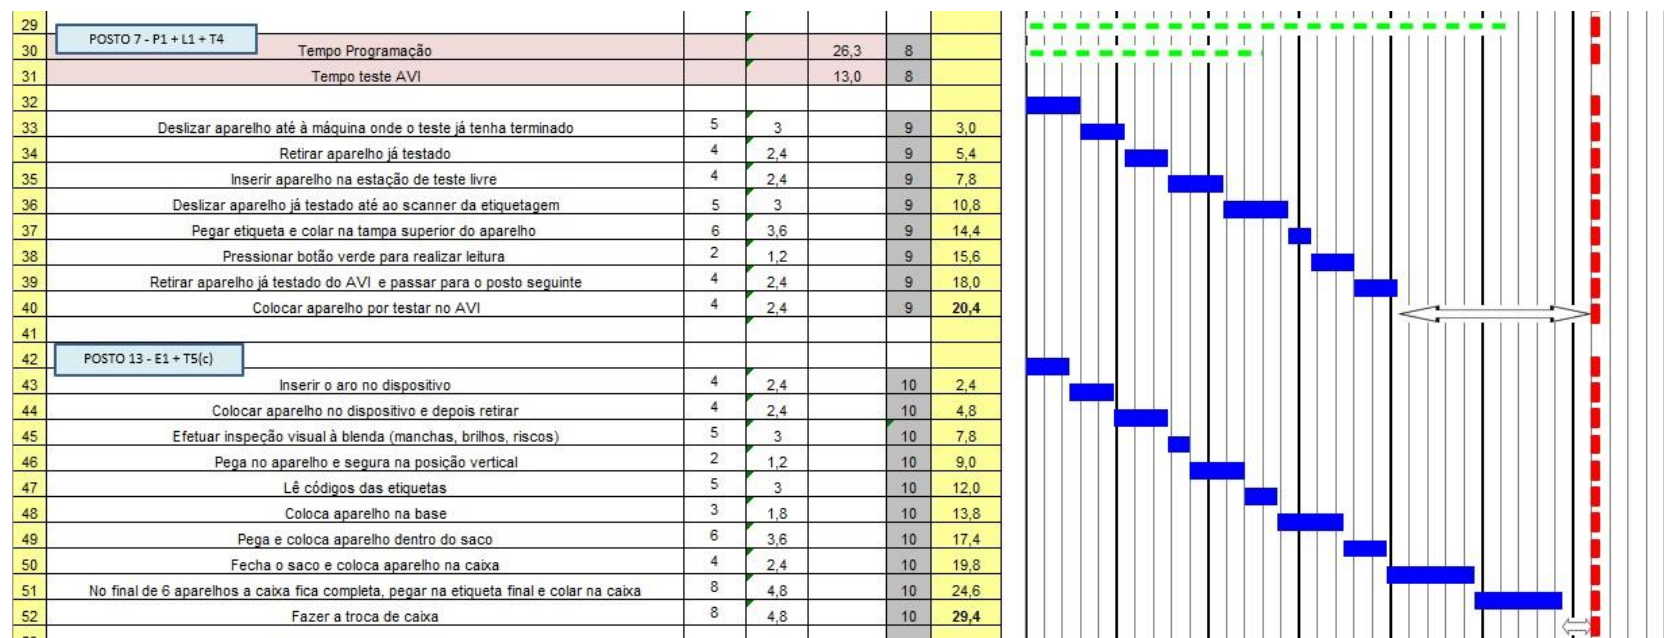 29
POSTO 7 - P1 + L1 + T4
30 Tempo Programação 26,3 8
31 Tempo teste AVI 13,0 8
32
33 Deslizar aparelho até à máquina onde o teste já tenha terminado 5 3 9 3,0
34 Retirar aparelho já testado 4 2,4 9 5,4
35 Inserir aparelho na estação de teste livre 4 2,4 9 7,8
36 Deslizar aparelho já testado até ao scanner da etiquetagem 5 3 9 10,8
37 Pegar etiqueta e colar na tampa superior do aparelho 6 3,6 9 14,4
38 Pressionar botão verde para realizar leitura 2 1,2 9 15,6
39 Retirar aparelho já testado do AVI e passar para o posto seguinte 4 2,4 9 18,0
40 Colocar aparelho por testar no AVI 4 2,4 9 20,4
41
42 POSTO 13 - E1 + T5(c)
43 Inserir o aro no dispositivo 4 2,4 10 2,4
44 Colocar aparelho no dispositivo e depois retirar 4 2,4 10 4,8
45 Efetuar inspeção visual à blenda (manchas, brilhos, riscos) 5 3 10 7,8
46 Pega no aparelho e segura na posição vertical 2 1,2 10 9,0
47 Lê códigos das etiquetas 5 3 10 12,0
48 Coloca aparelho na base 3 1,8 10 13,8
49 Pega e coloca aparelho dentro do saco 6 3,6 10 17,4
50 Fecha o saco e coloca aparelho na caixa 4 2,4 10 19,8
51 No final de 6 aparelhos a caixa fica completa, pegar na etiqueta final e colar na caixa 8 4,8 10 24,6
52 Fazer a troca de caixa 8 4,8 10 29,4